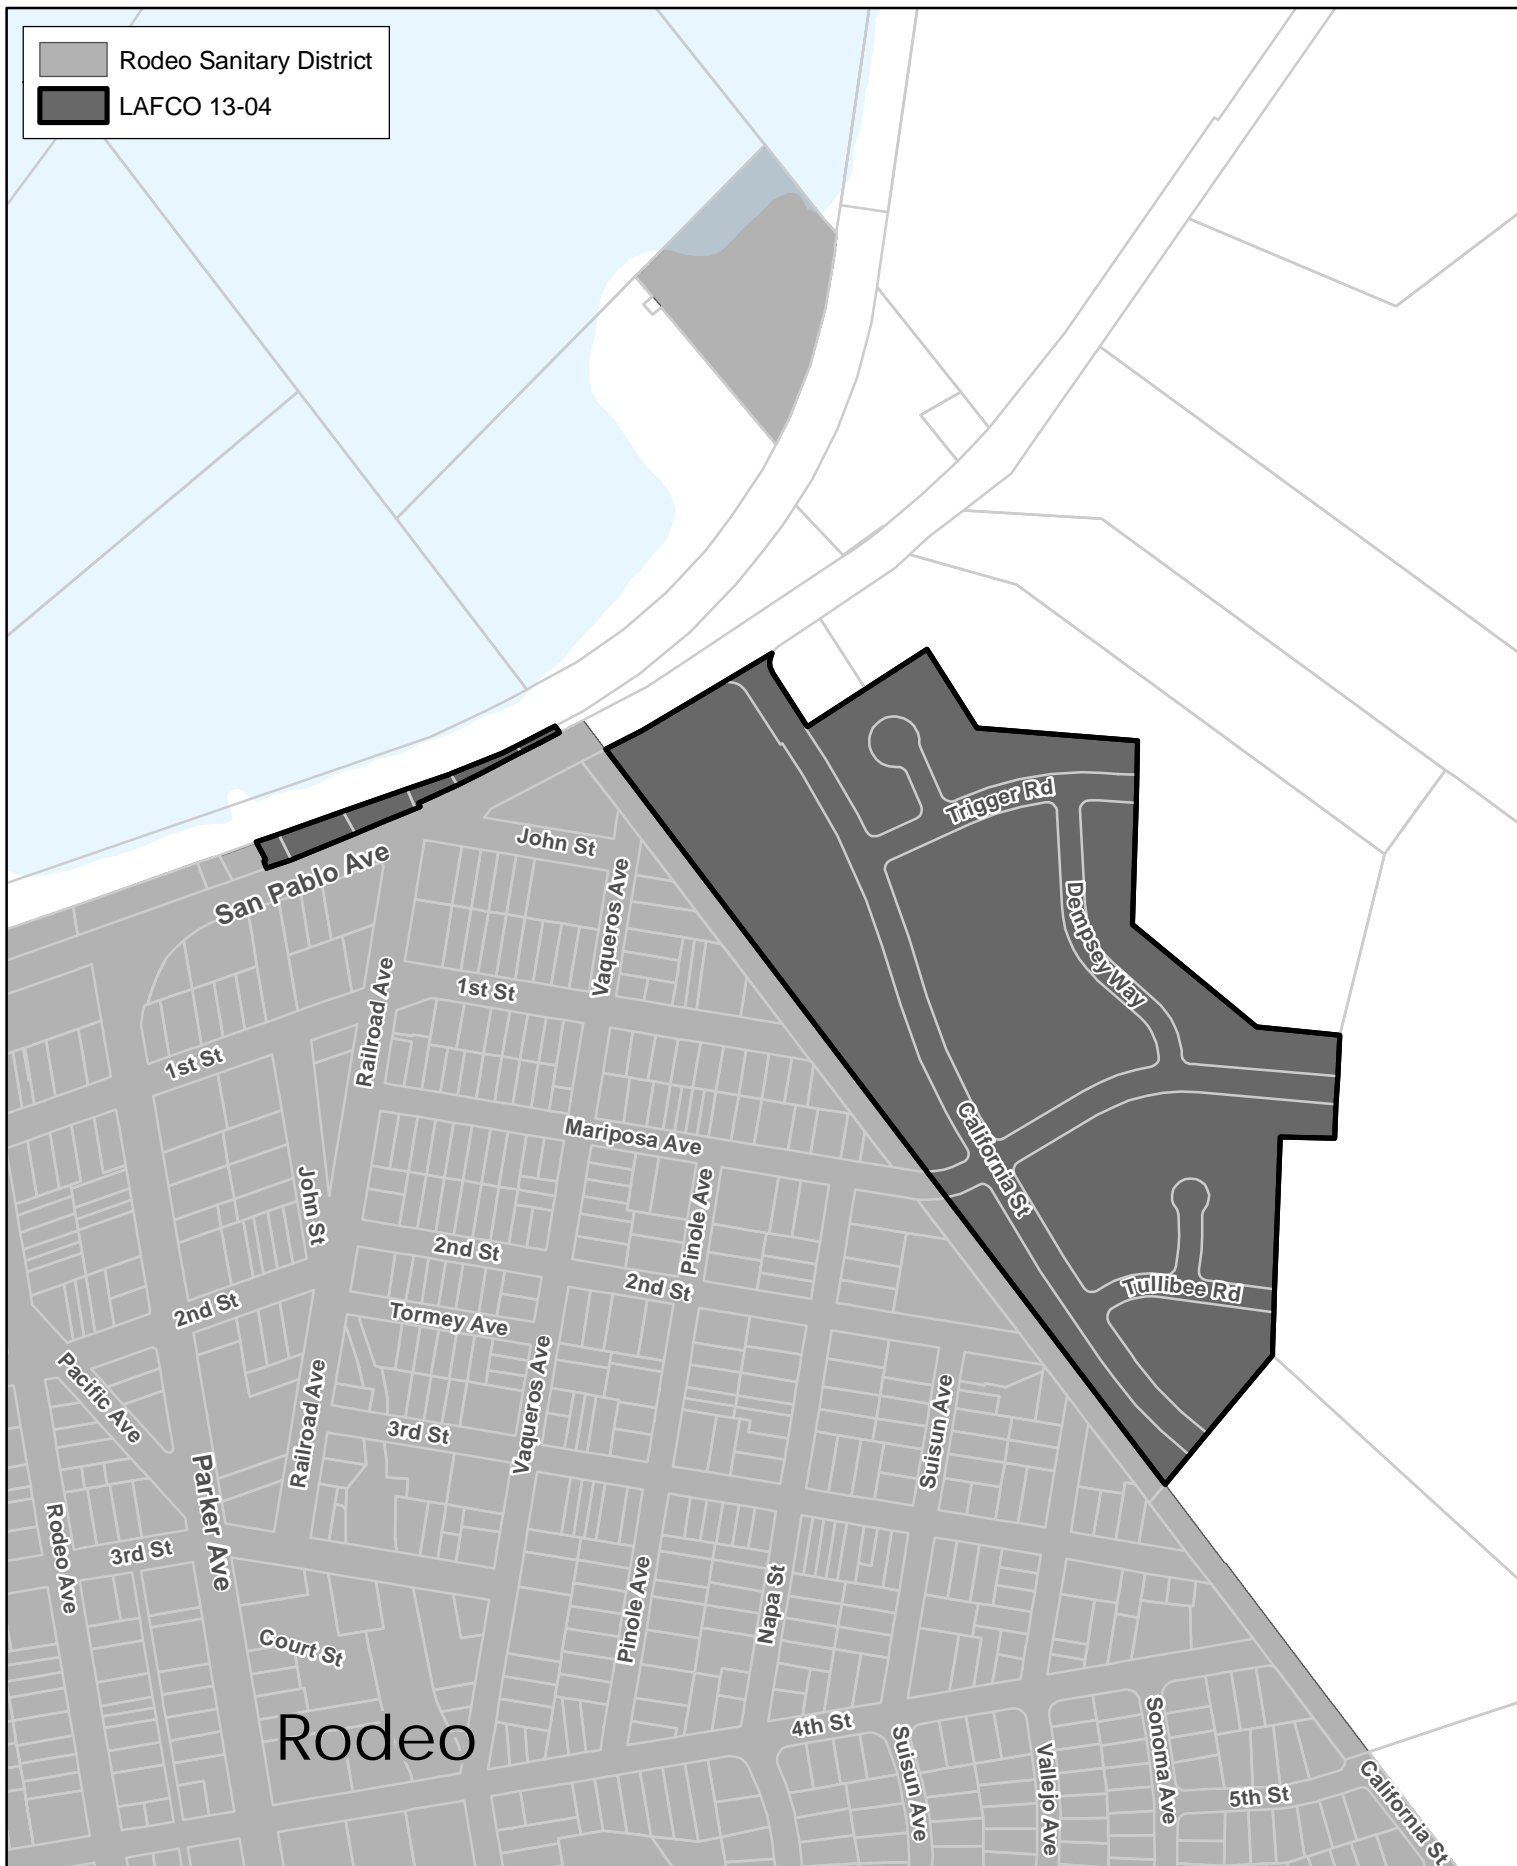 Rodeo Sanitary District
LAFCO 13-04
Trigger Rd
John St
San Pablo Ave
Vaqueros Ave
Dempsey Way
1st St
Railroad Ave
1st St
Mariposa Ave
California St
John St
Pinole Ave
2nd St
2nd St
Tullibee Rd
2nd St
Tormey Ave
Pacific Ave
Vaqueros Ave
Railroad Ave
Suisun Ave
3rd St
Parker Ave
Rodeo Ave
3rd St
Pinole Ave
Napa St
Court St
Rodeo
4th St
Suisun Ave
Vallejo Ave
Sonoma Ave
5th St
California St